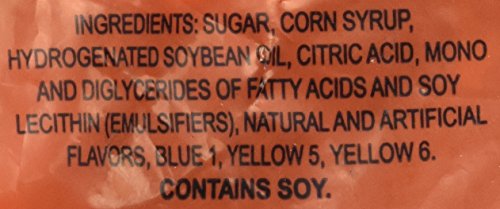 INGREDIENTS: SUGAR, CORN SYRUP,
HYDROGENATED SOYBEAN OIL, CITRIC ACID, MONO
AND DIGLYCERIDES OF FATTY ACIDS AND SOY
LECITHIN (EMULSIFIERS), NATURAL AND ARTIFICIAL
FLAVORS, BLUE 1, YELLOW 5, YELLOW 6.
CONTAINS SOY.